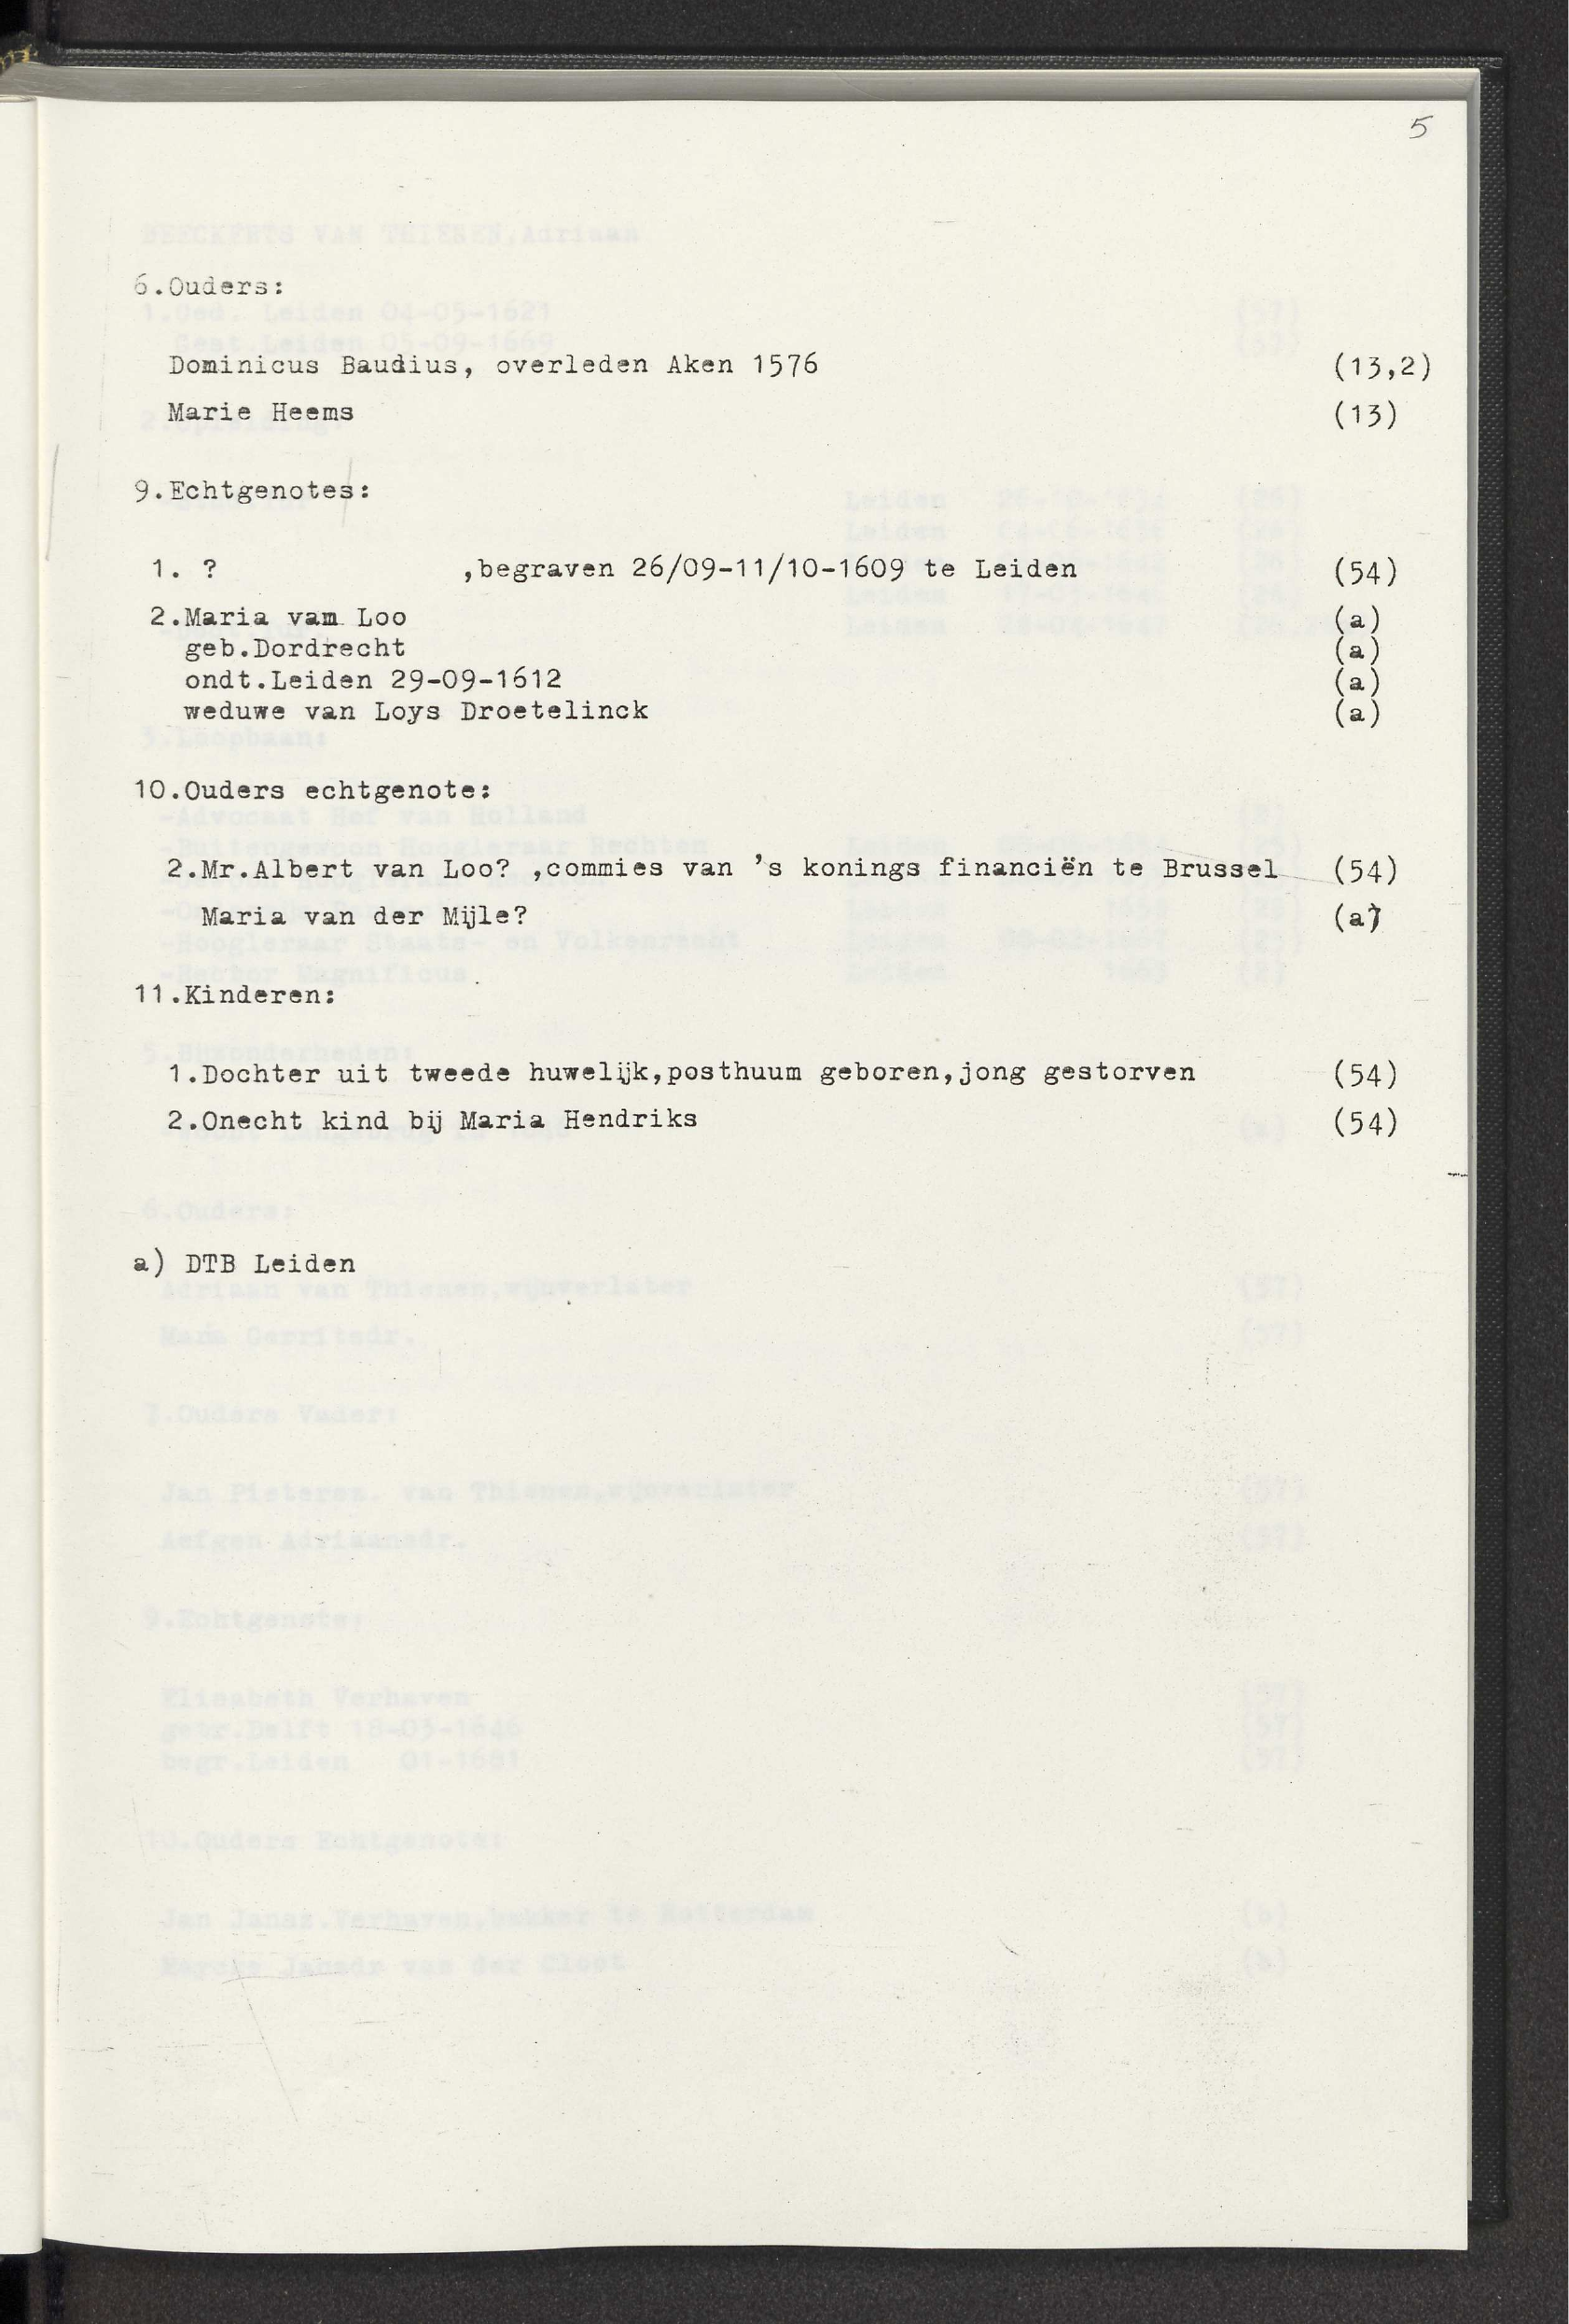 5
6.Ouders:
Dominicus Baudius, overleden Aken 1576 (13,2)
Marie Heems (13)
9.Echtgenotes:
1. ? ,begraven 26/09-11/10-1609 te Leiden (54)
2.Maria van Loo (a)
geb.Dordrecht (a)
ondt.Leiden 29-09-1612 (a)
weduwe van Loys Droetelinck (a)
10.Ouders echtgenote:
2.Mr.Albert van Loo? ,commies van 's konings financiën te Brussel (54)
Maria van der Mijle? (a)
11.Kinderen:
1.Dochter uit tweede huwelijk,posthuum geboren,jong gestorven (54)
2.Onecht kind bij Maria Hendriks (54)
a) DTB Leiden